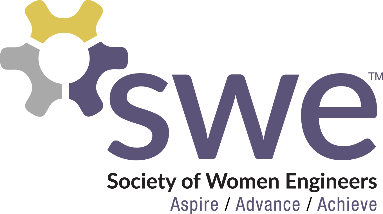 swe™
Society of Women Engineers
Aspire / Advance / Achieve